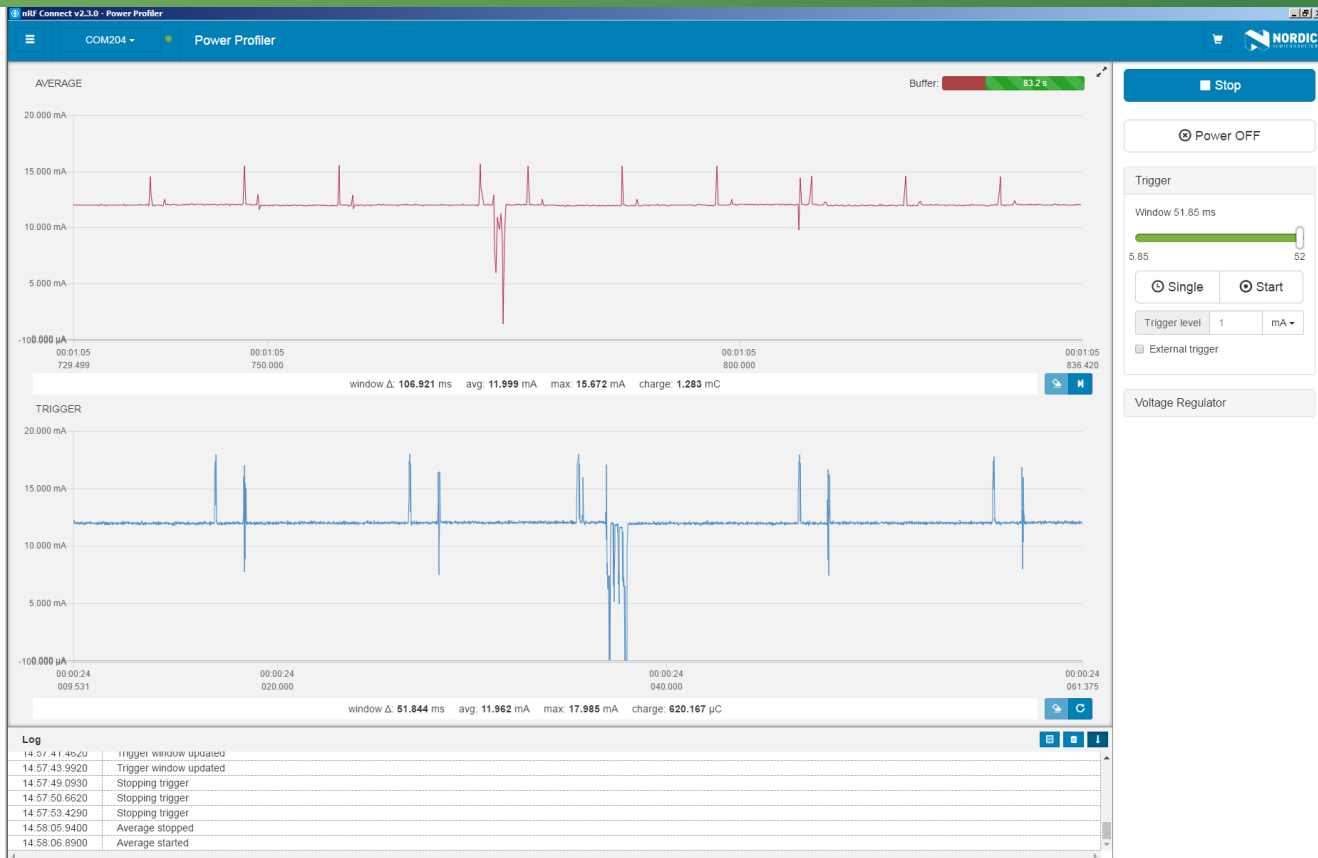 nRF Connect v2.3.0 - Power Profiler
COM204
Power Profiler
NORDIC
SEMICONDUCTOR
AVERAGE
Buffer:
83.2 s
20.000 mA
15.000 mA
10.000 mA
5.000 mA
00:01:05
729.499
00:01:05
750.000
00:01:05
800.000
00:01:05
836.420
window Δ: 106.921 ms avg: 11.999 mA max: 15.672 mA charge: 1.283 mC
TRIGGER
20.000 mA
15.000 mA
10.000 mA
5.000 mA
00:00:24
009.531
00:00:24
020.000
00:00:24
040.000
00:00:24
061.375
window Δ: 51.844 ms avg: 11.962 mA max: 17.985 mA charge: 620.167 μC
Stop
Power OFF
Trigger
Window 51.85 ms
5.85 52
Single
Start
Trigger level 1 mA
External trigger
Voltage Regulator
Log
14:57:41.4620 Trigger window updated
14:57:43.9920 Trigger window updated
14:57:49.0930 Stopping trigger
14:57:50.6620 Stopping trigger
14:57:53.4290 Stopping trigger
14:58:05.9400 Average stopped
14:58:06.8900 Average started